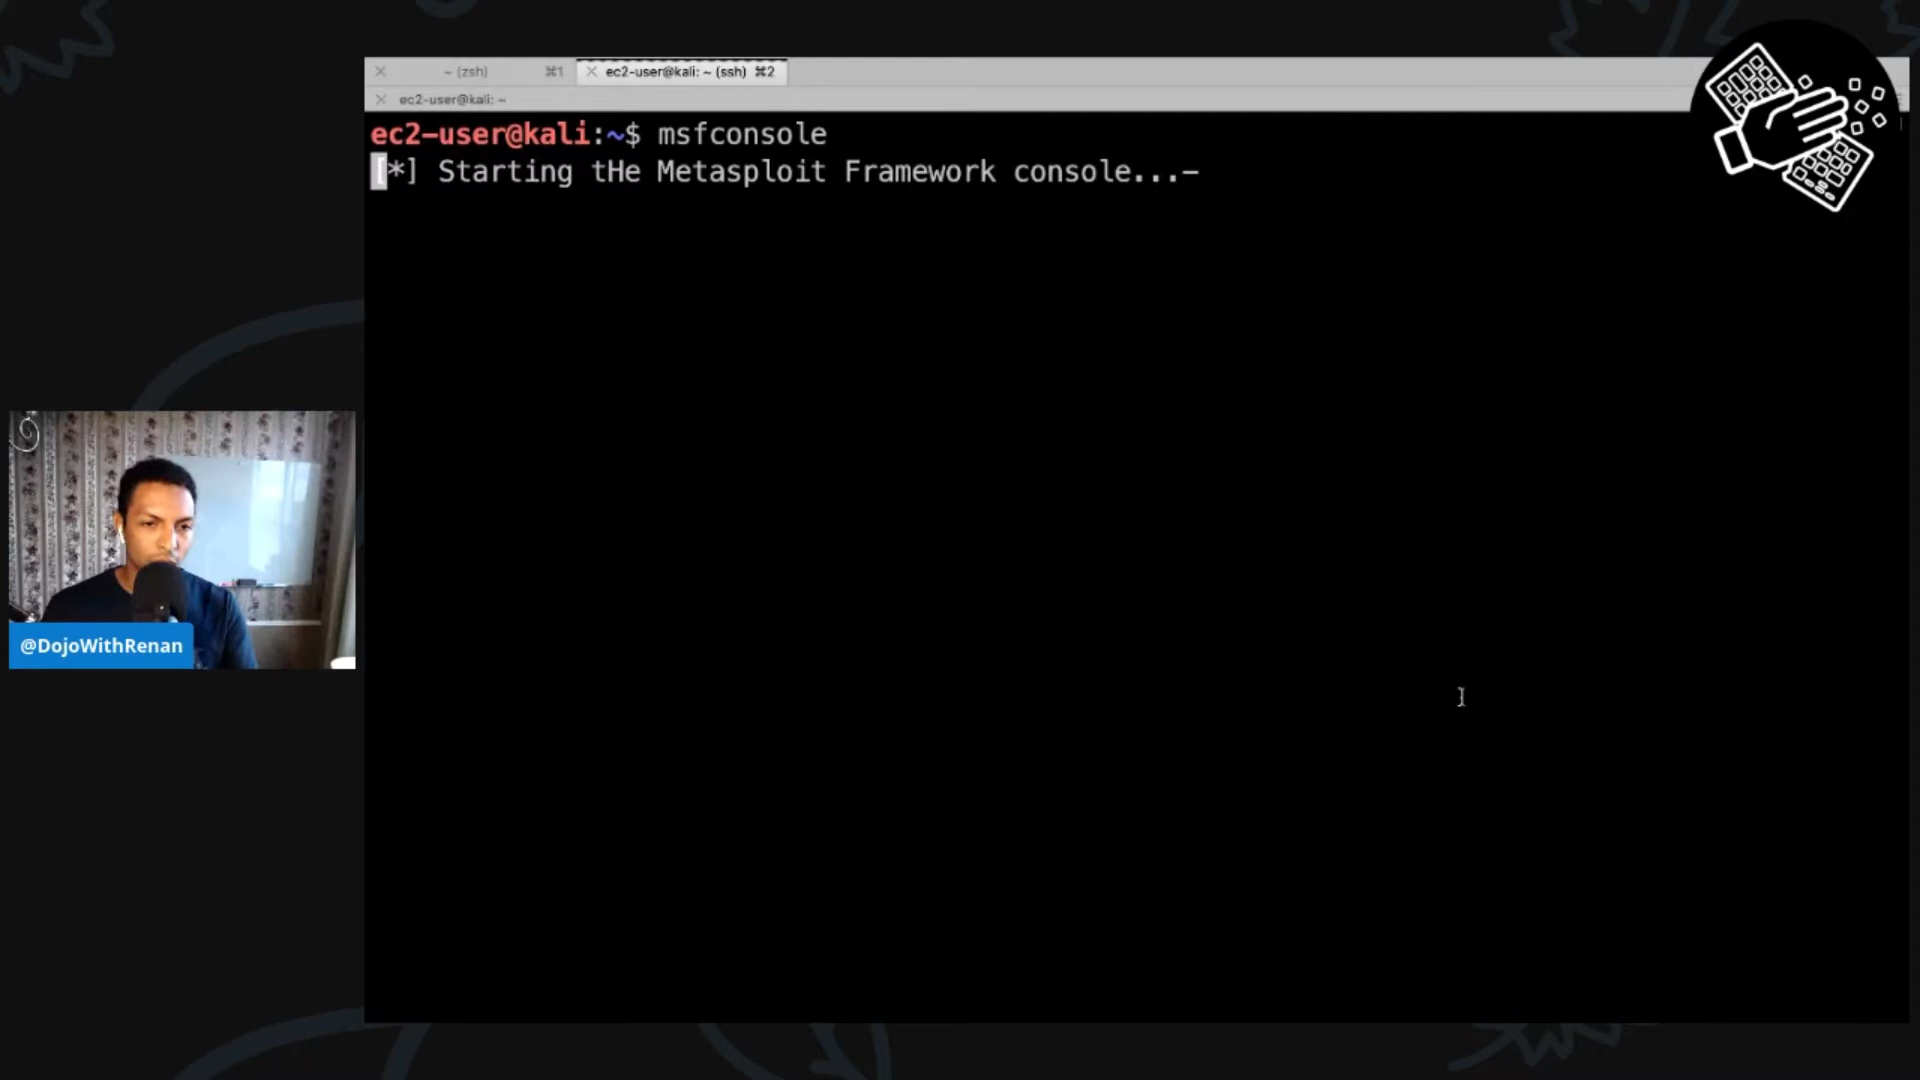 ~ (zsh) ⌘1 ec2-user@kali: ~ (ssh) ⌘2
ec2-user@kali: ~
ec2-user@kali:~$ msfconsole
[*] Starting tHe Metasploit Framework console...-
@DojoWithRenan